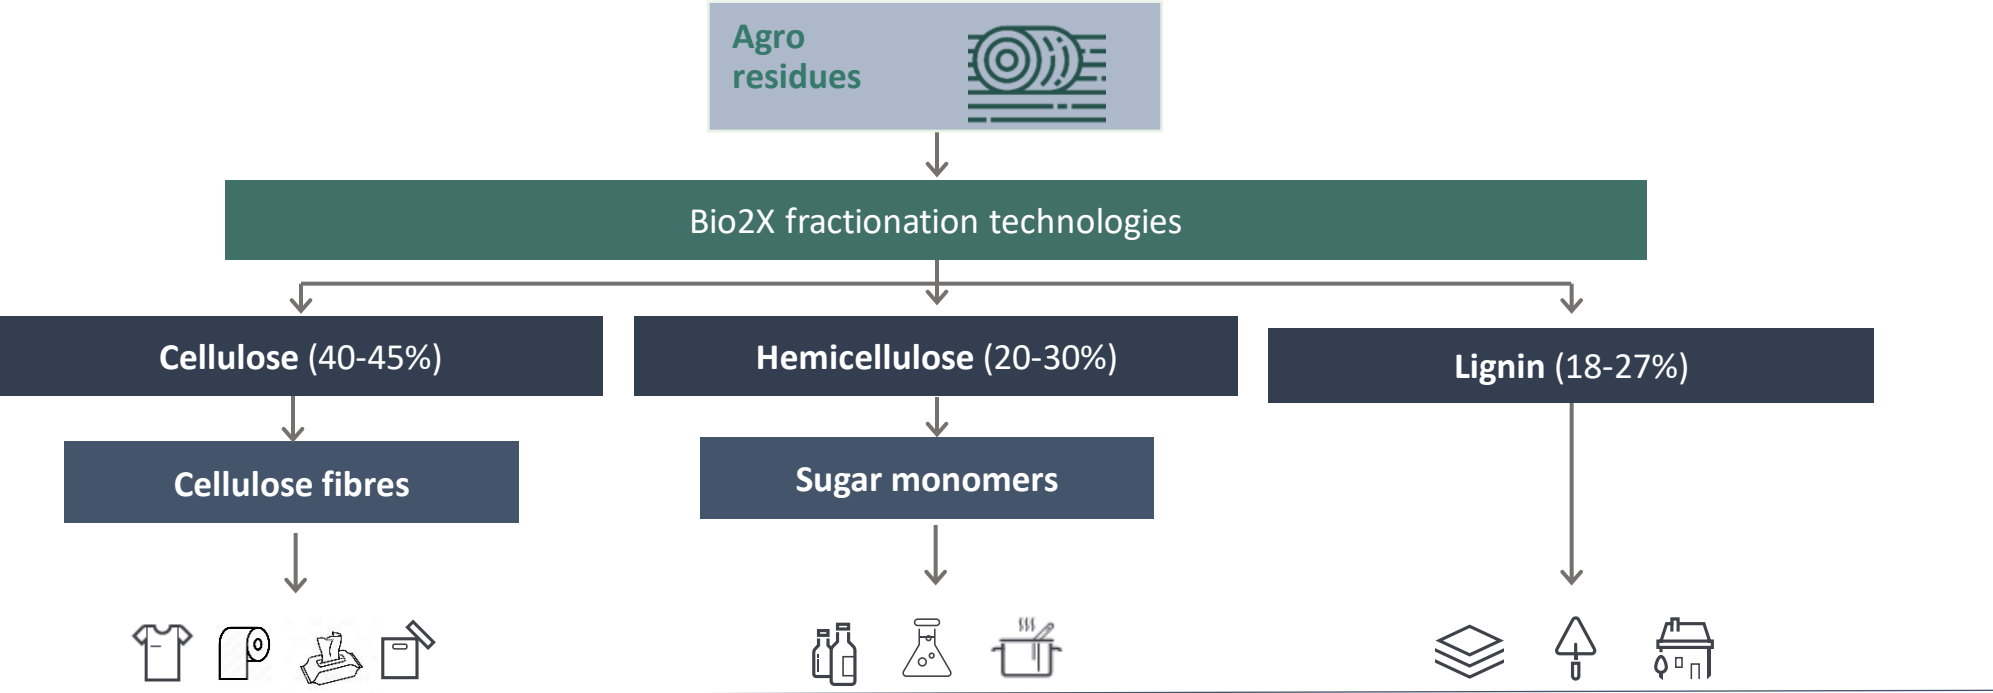 Agro
residues
Bio2X fractionation technologies
Cellulose (40-45%)
Hemicellulose (20-30%)
Lignin (18-27%)
Cellulose fibres
Sugar monomers